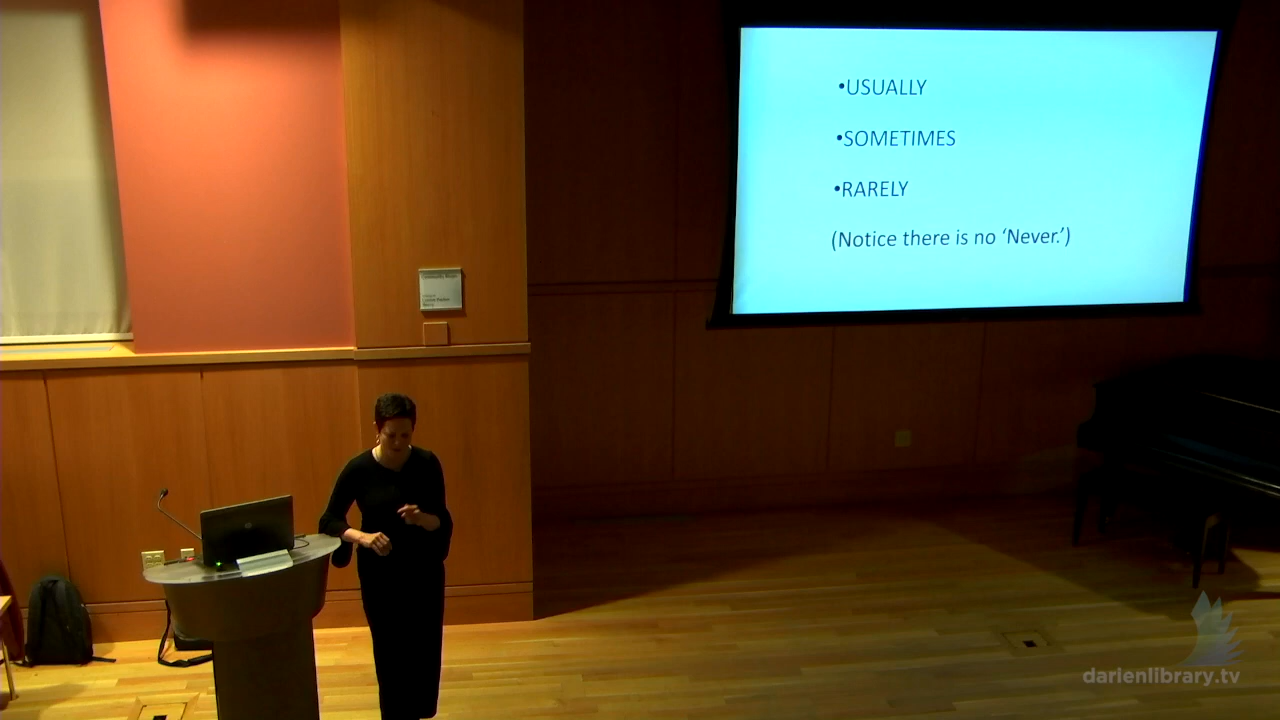 •USUALLY
•SOMETIMES
•RARELY
(Notice there is no ‘Never.’)
darienlibrary.tv